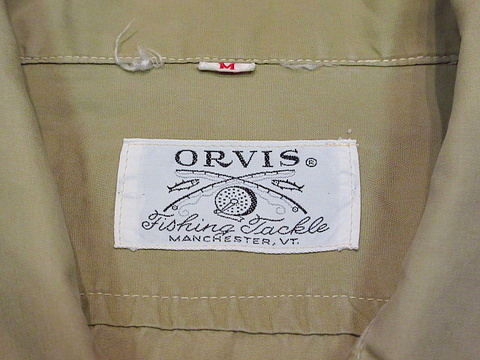 M
ORVIS®
Fishing Tackle
MANCHESTER, VT.